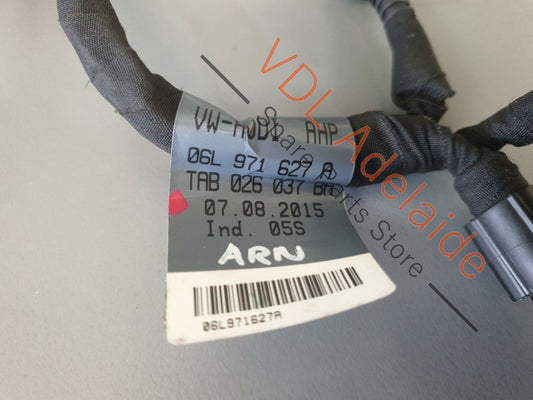 VW-AUDI AHP
06L 971 627 A
TAB 026 037
07.08.2015
Ind. 05S
ARN
06L971627A
VDL Adelaide
Spare Parts Store